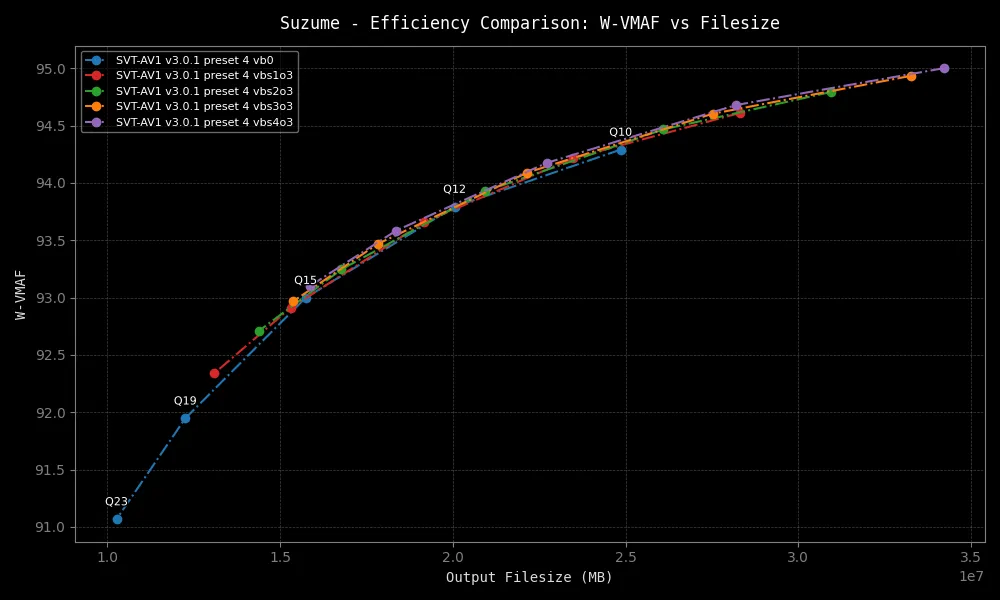 Suzume - Efficiency Comparison: W-VMAF vs Filesize
SVT-AV1 v3.0.1 preset 4 vb0
SVT-AV1 v3.0.1 preset 4 vbs1o3
SVT-AV1 v3.0.1 preset 4 vbs2o3
SVT-AV1 v3.0.1 preset 4 vbs3o3
SVT-AV1 v3.0.1 preset 4 vbs4o3
W-VMAF
95.0
94.5
94.0
93.5
93.0
92.5
92.0
91.5
91.0
Q10
Q12
Q15
Q19
Q23
1.0 1.5 2.0 2.5 3.0 3.5
1e7
Output Filesize (MB)